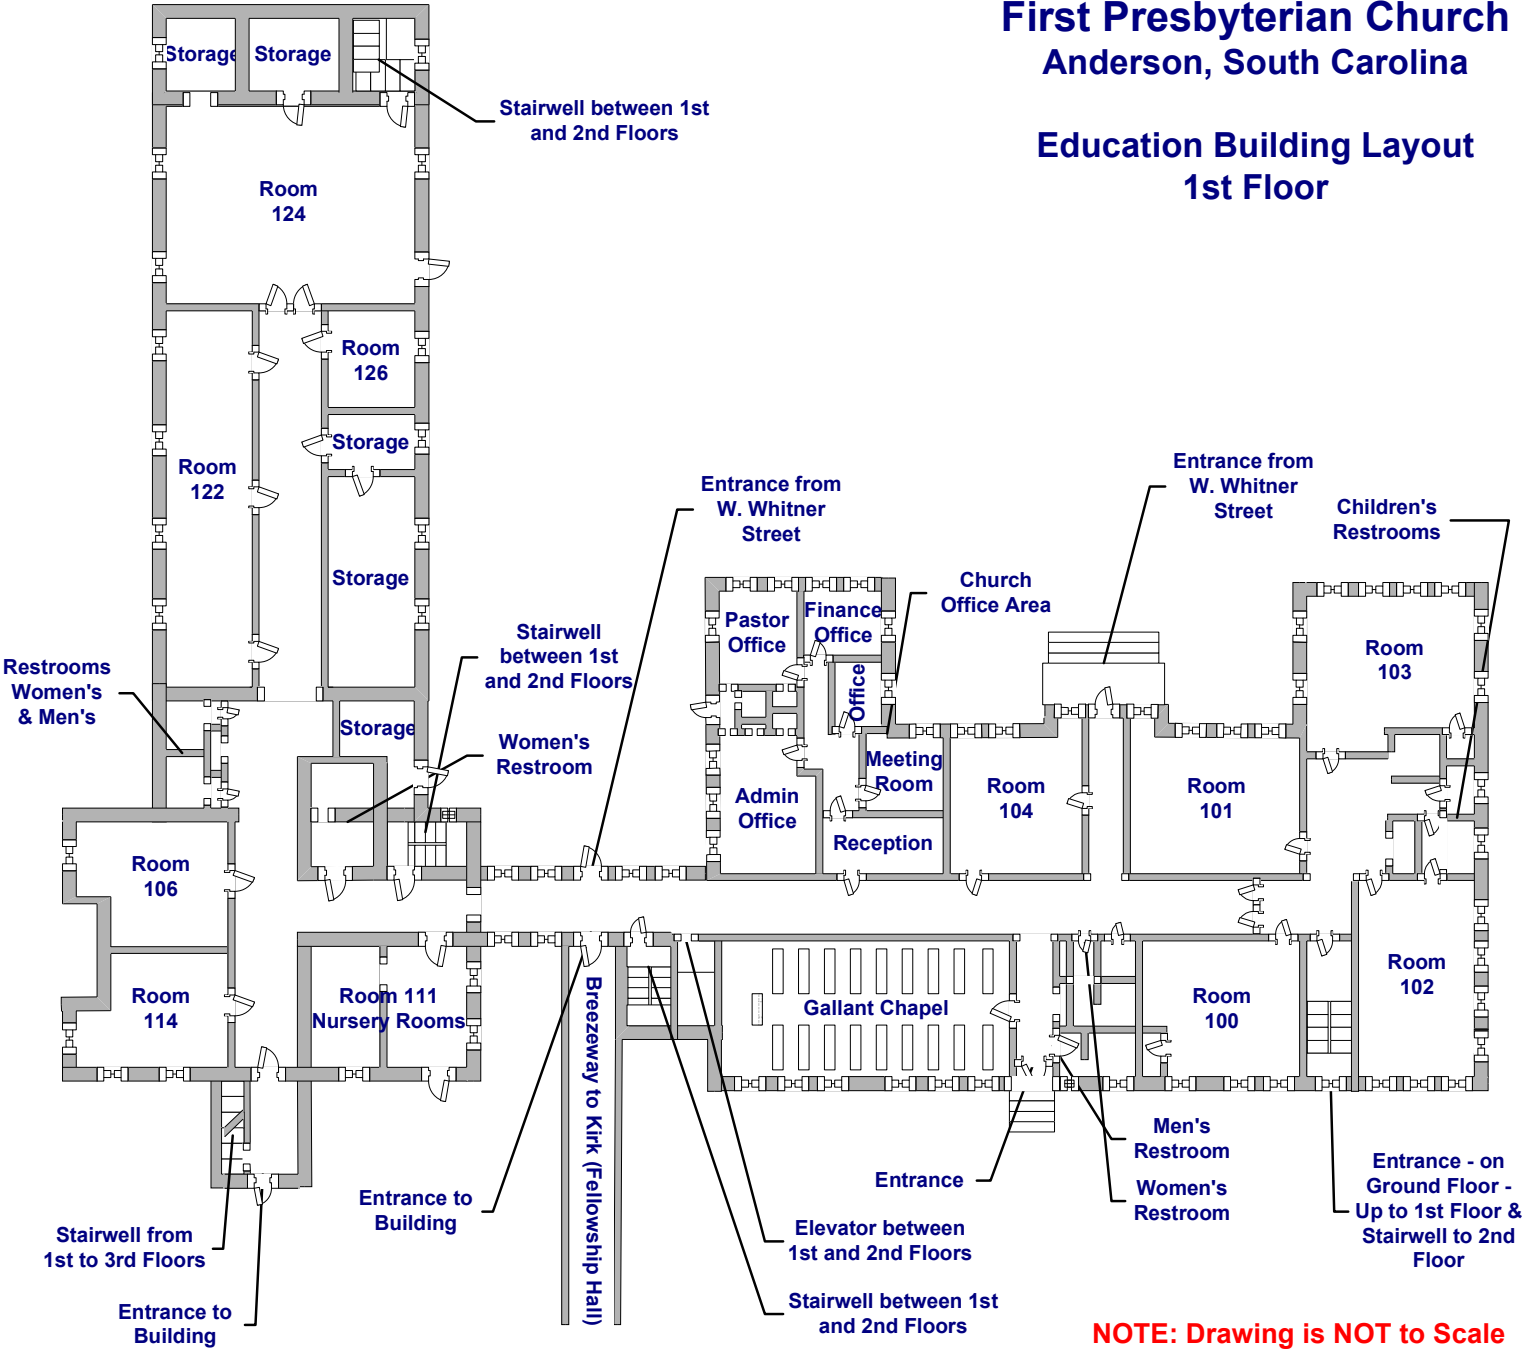 First Presbyterian Church
Anderson, South Carolina
Education Building Layout
1st Floor
Storage
Storage
Stairwell between 1st
and 2nd Floors
Room
124
Room
126
Storage
Room
122
Storage
Entrance from
W. Whitner
Street
Entrance from
W. Whitner
Street
Children's
Restrooms
Church
Office Area
Pastor
Office
Finance
Office
Office
Room
103
Stairwell
between 1st
and 2nd Floors
Restrooms
Women's
& Men's
Storage
Women's
Restroom
Meeting
Room
Admin
Office
Reception
Room
104
Room
101
Room
106
Room
114
Room 111
Nursery Rooms
Breezeway to Kirk (Fellowship Hall)
Gallant Chapel
Room
100
Room
102
Men's
Restroom
Women's
Restroom
Entrance
Entrance - on
Ground Floor -
Up to 1st Floor &
Stairwell to 2nd
Floor
Entrance to
Building
Elevator between
1st and 2nd Floors
Stairwell from
1st to 3rd Floors
Entrance to
Building
Stairwell between 1st
and 2nd Floors
NOTE: Drawing is NOT to Scale